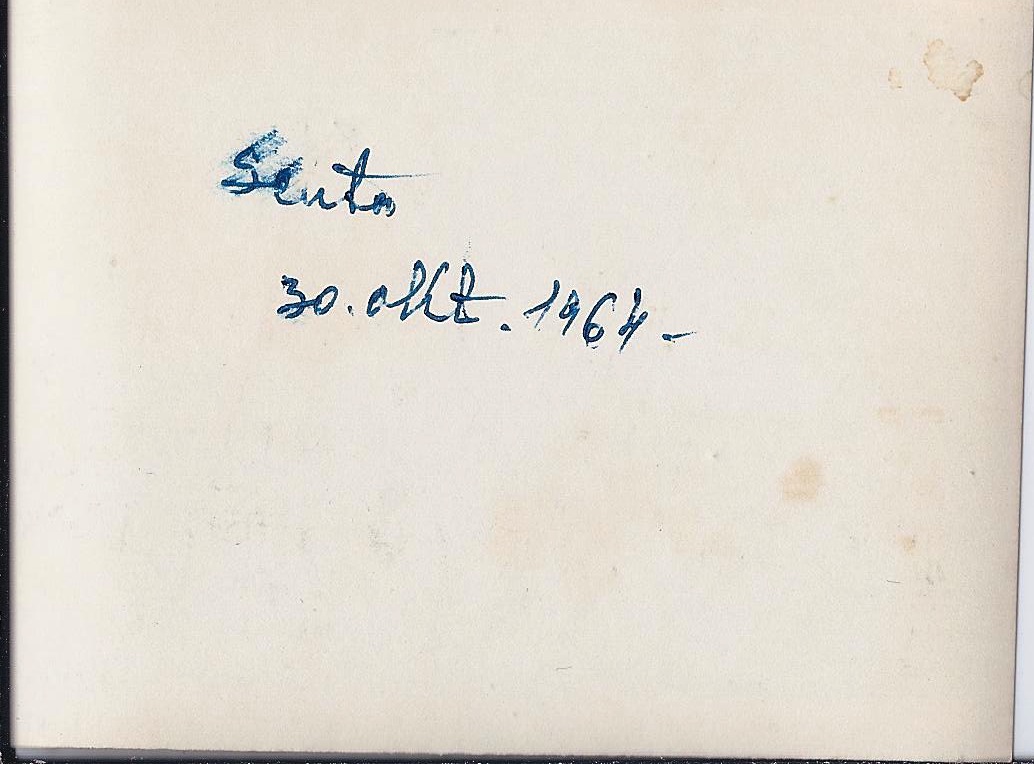 Senta
30. okt. 1964-